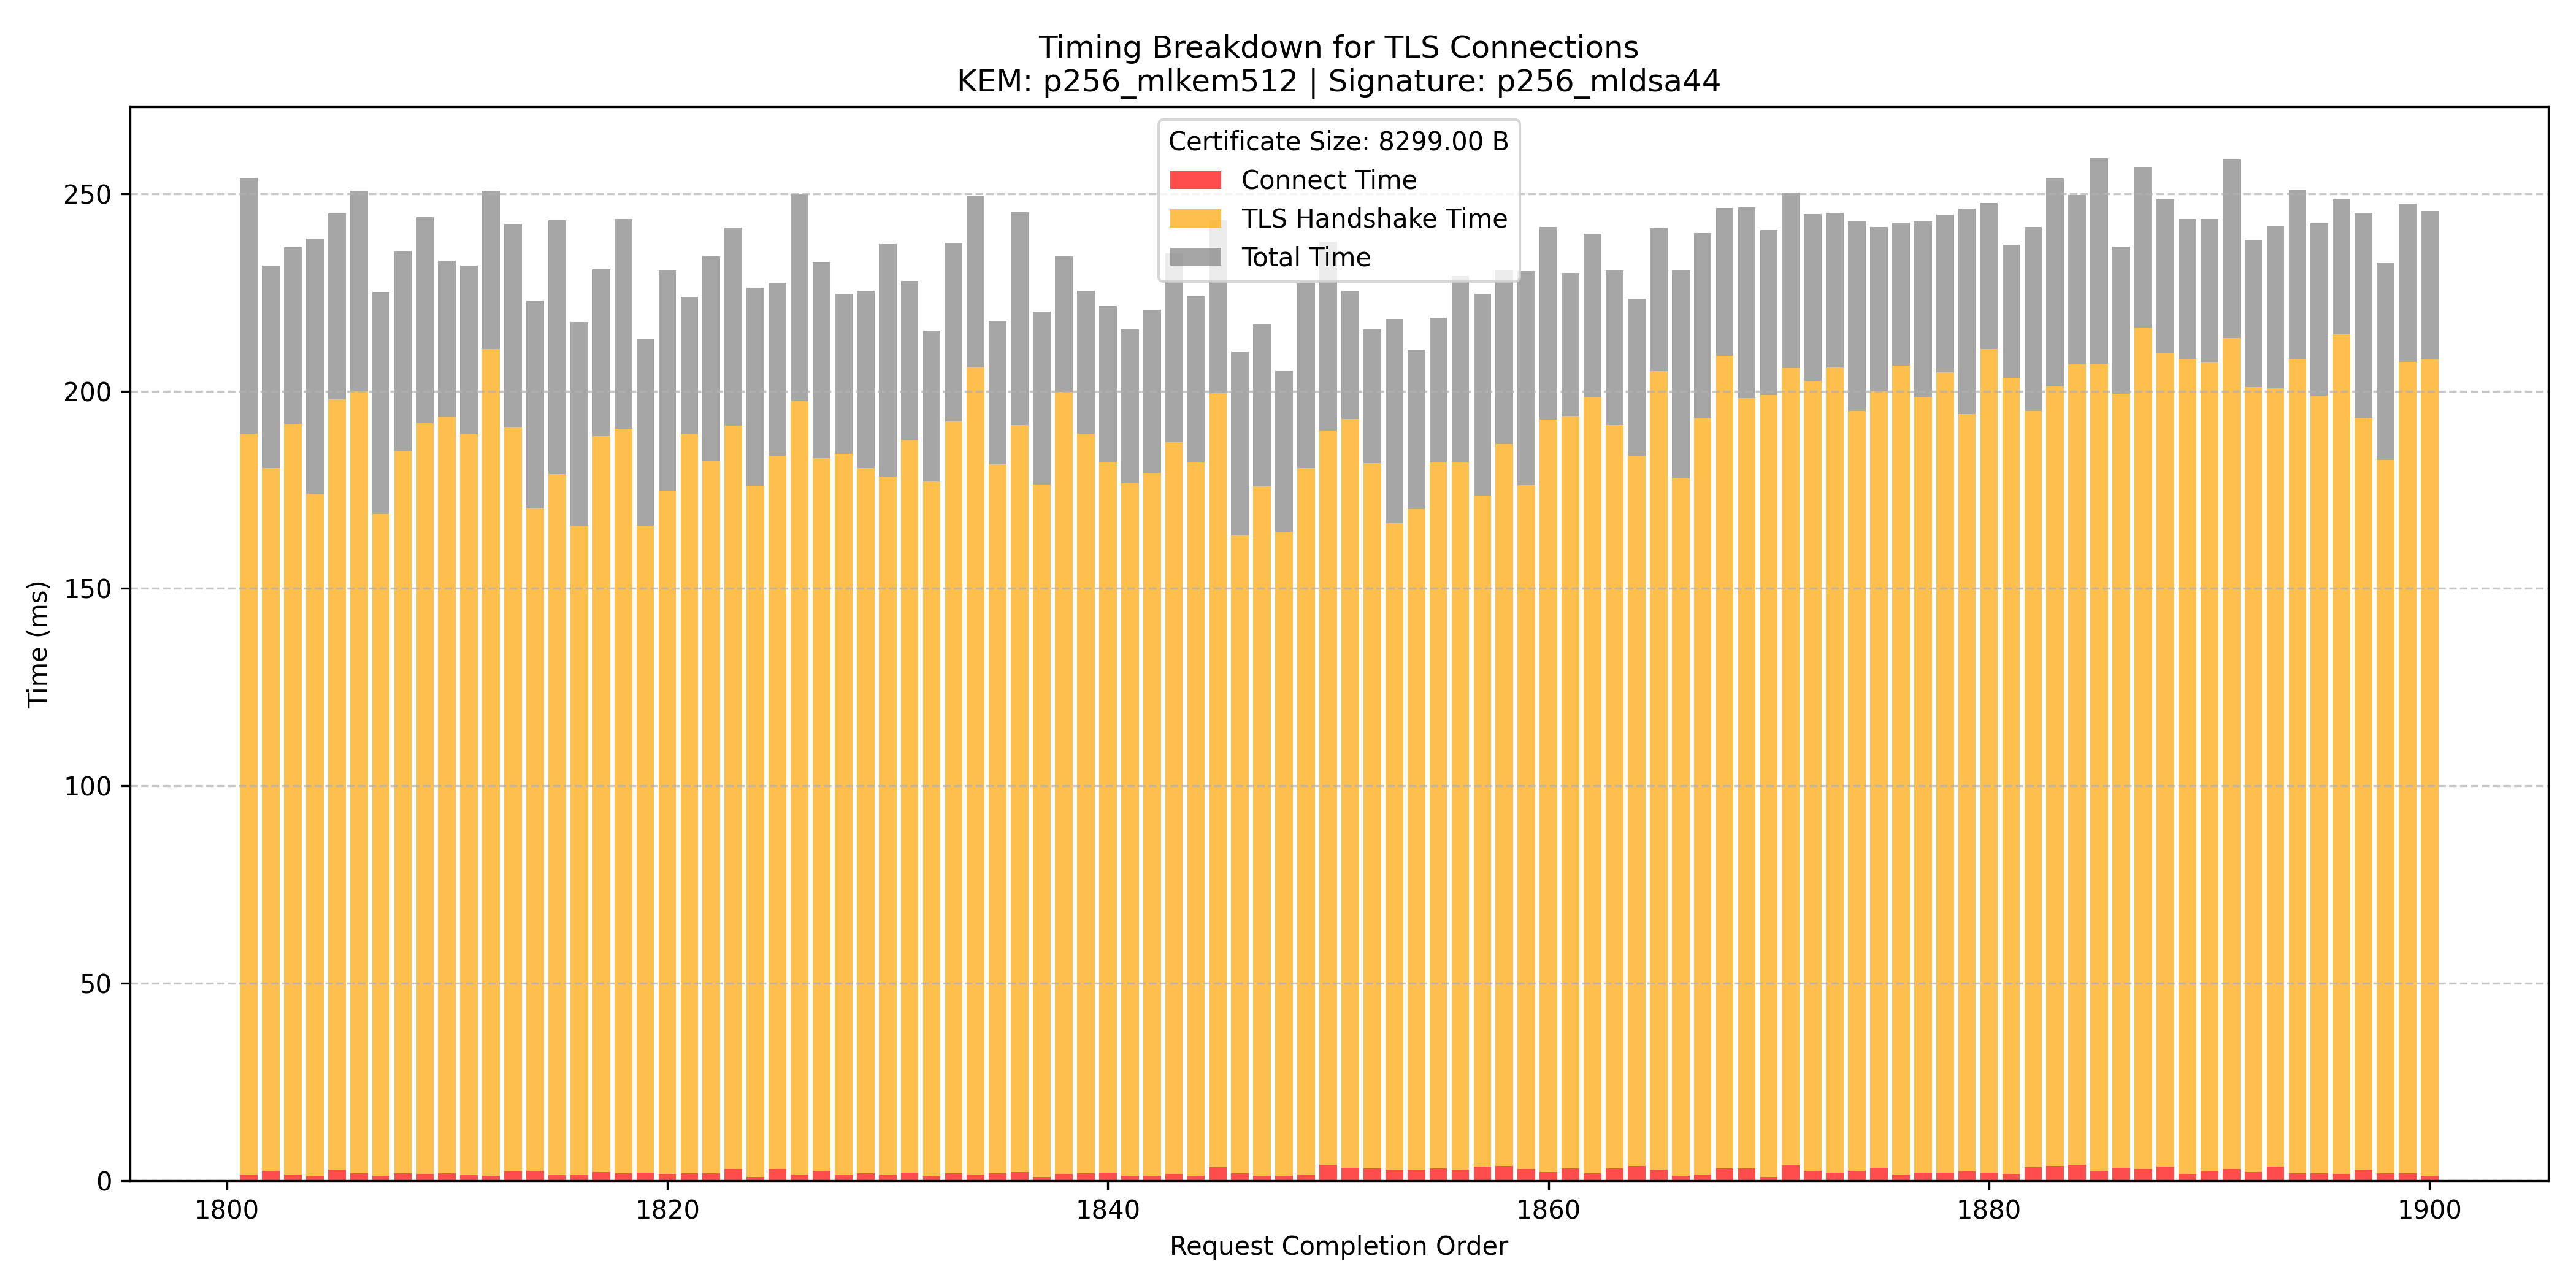 Timing Breakdown for TLS Connections
KEM: p256_mlkem512 | Signature: p256_mldsa44
Certificate Size: 8299.00 B
Connect Time
TLS Handshake Time
Total Time
Time (ms)
250
200
150
100
50
0
1800 1820 1840 1860 1880 1900
Request Completion Order